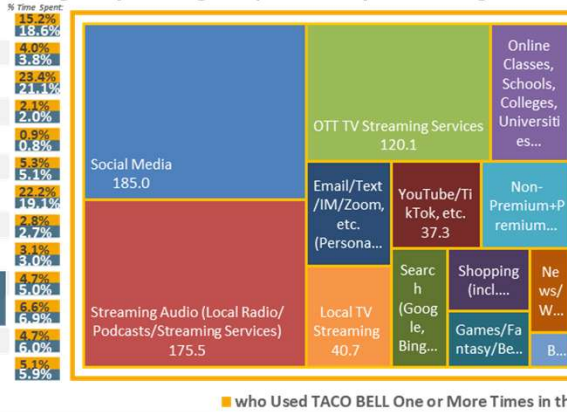 % Time Spent:
15.2%
18.6%
4.0%
3.8%
23.4%
21.1%
2.1%
2.0%
0.9%
0.8%
5.3%
5.1%
22.2%
19.1%
2.8%
2.7%
3.1%
3.0%
4.7%
5.0%
6.6%
6.9%
4.7%
6.0%
5.1%
5.9%
Social Media
185.0
Streaming Audio (Local Radio/
Podcasts/Streaming Services)
175.5
OTT TV Streaming Services
120.1
Online
Classes,
Schools,
Colleges,
Universiti
es...
Email/Text
/IM/Zoom,
etc.
(Persona...
YouTube/Ti
kTok, etc.
37.3
Non-
Premium+P
remium...
Local TV
Streaming
40.7
Searc
h
(Goog
le,
Bing...
Shopping
(incl....
Ne
ws/
W...
Games/Fa
ntasy/Be...
B...
who Used TACO BELL One or More Times in th